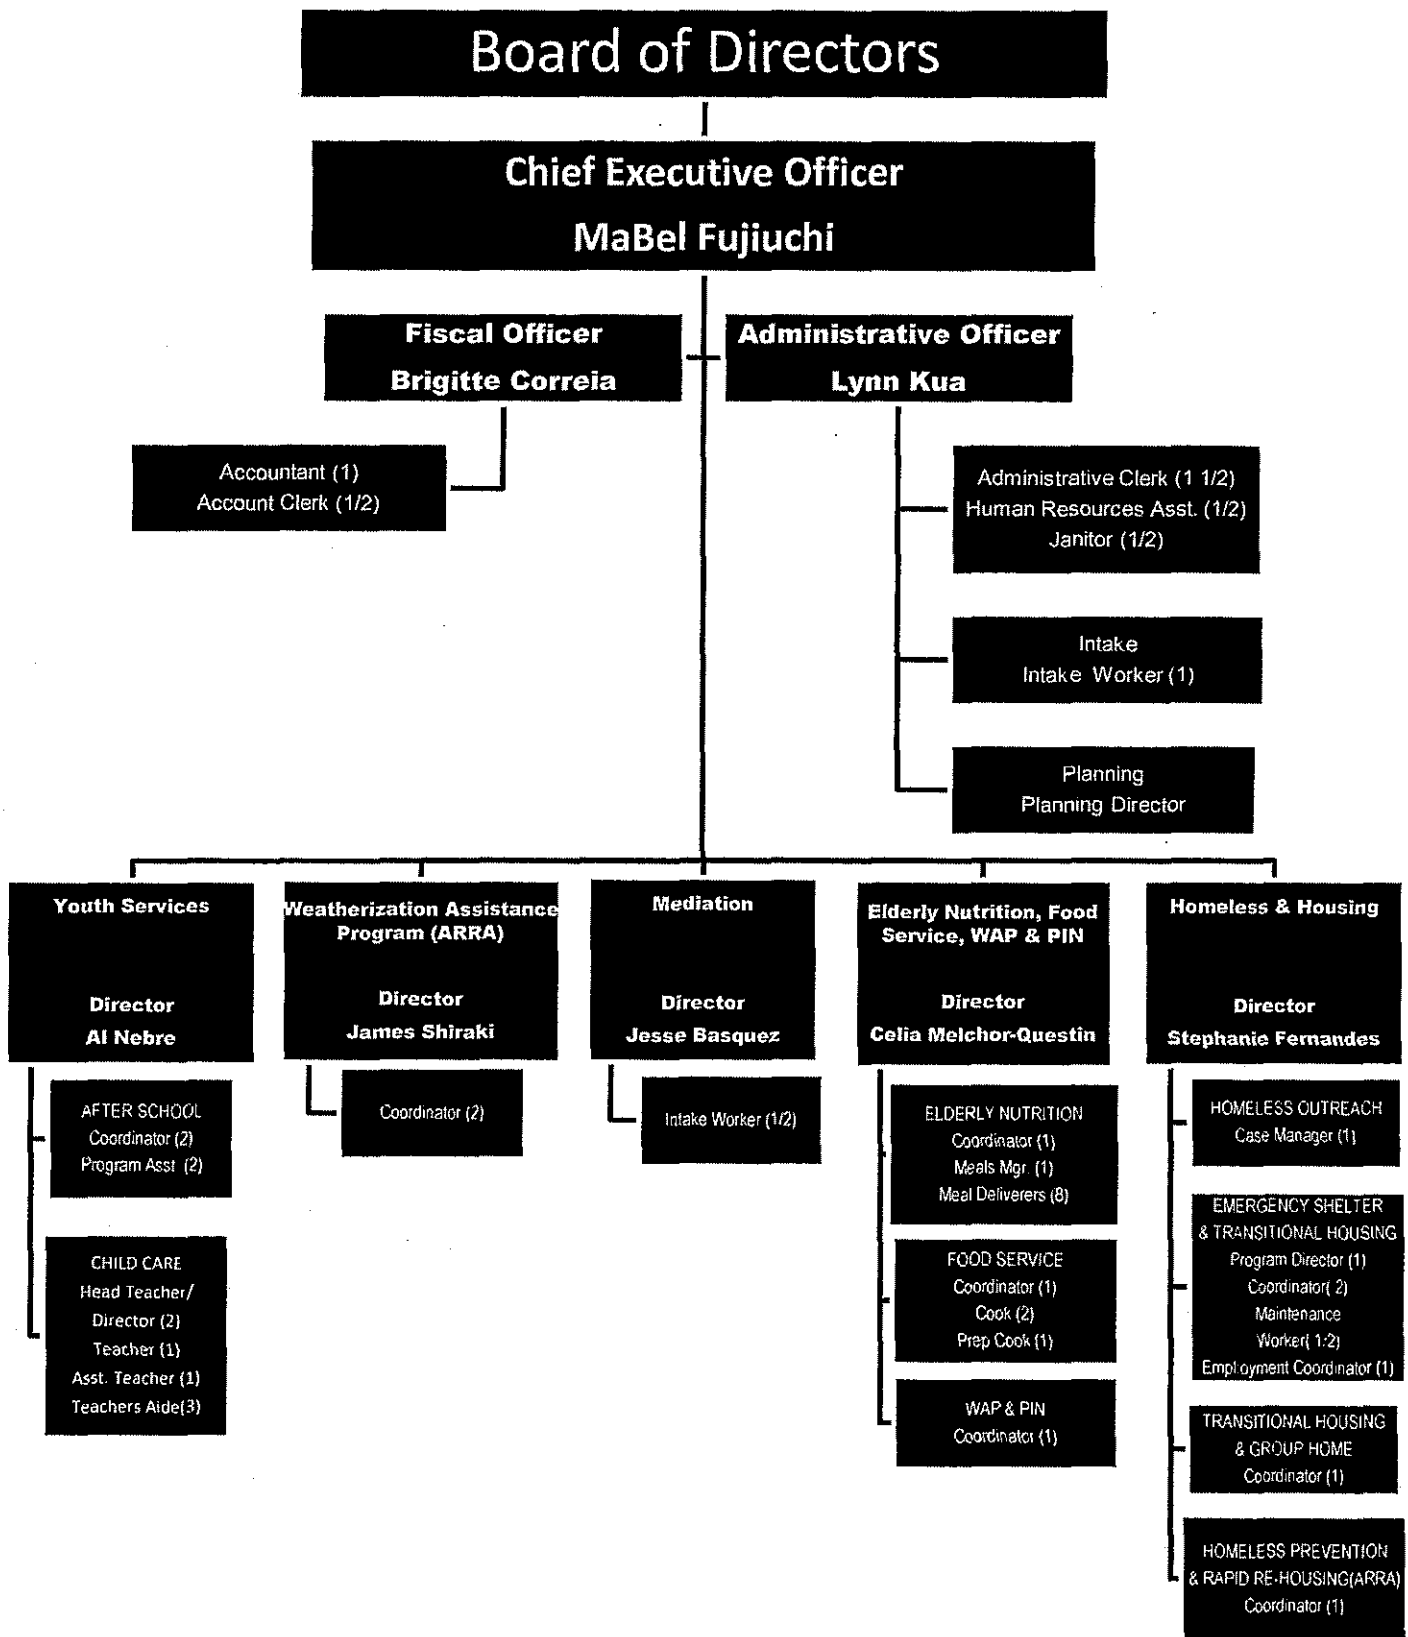 Board of Directors
Chief Executive Officer
MaBel Fujiuchi
Fiscal Officer
Brigitte Correia
Administrative Officer
Lynn Kua
Accountant (1)
Account Clerk (1/2)
Administrative Clerk (1 1/2)
Human Resources Asst. (1/2)
Janitor (1/2)
Intake
Intake Worker (1)
Planning
Planning Director
Youth Services
Director
Al Nebre
Weatherization Assistance
Program (ARRA)
Director
James Shiraki
Mediation
Director
Jesse Basquez
Elderly Nutrition, Food
Service, WAP & PIN
Director
Celia Melchor-Questin
Homeless & Housing
Director
Stephanie Fernandes
AFTER SCHOOL
Coordinator (2)
Program Asst (2)
CHILD CARE
Head Teacher/
Director (2)
Teacher (1)
Asst. Teacher (1)
Teachers Aide(3)
Coordinator (2)
Intake Worker (1/2)
ELDERLY NUTRITION
Coordinator (1)
Meals Mgr. (1)
Meal Deliverers (8)
FOOD SERVICE
Coordinator (1)
Cook (2)
Prep Cook (1)
WAP & PIN
Coordinator (1)
HOMELESS OUTREACH
Case Manager (1)
EMERGENCY SHELTER
& TRANSITIONAL HOUSING
Program Director (1)
Coordinator( 2)
Maintenance
Worker( 1:2)
Employment Coordinator (1)
TRANSITIONAL HOUSING
& GROUP HOME
Coordinator (1)
HOMELESS PREVENTION
& RAPID RE-HOUSING(ARRA)
Coordinator (1)